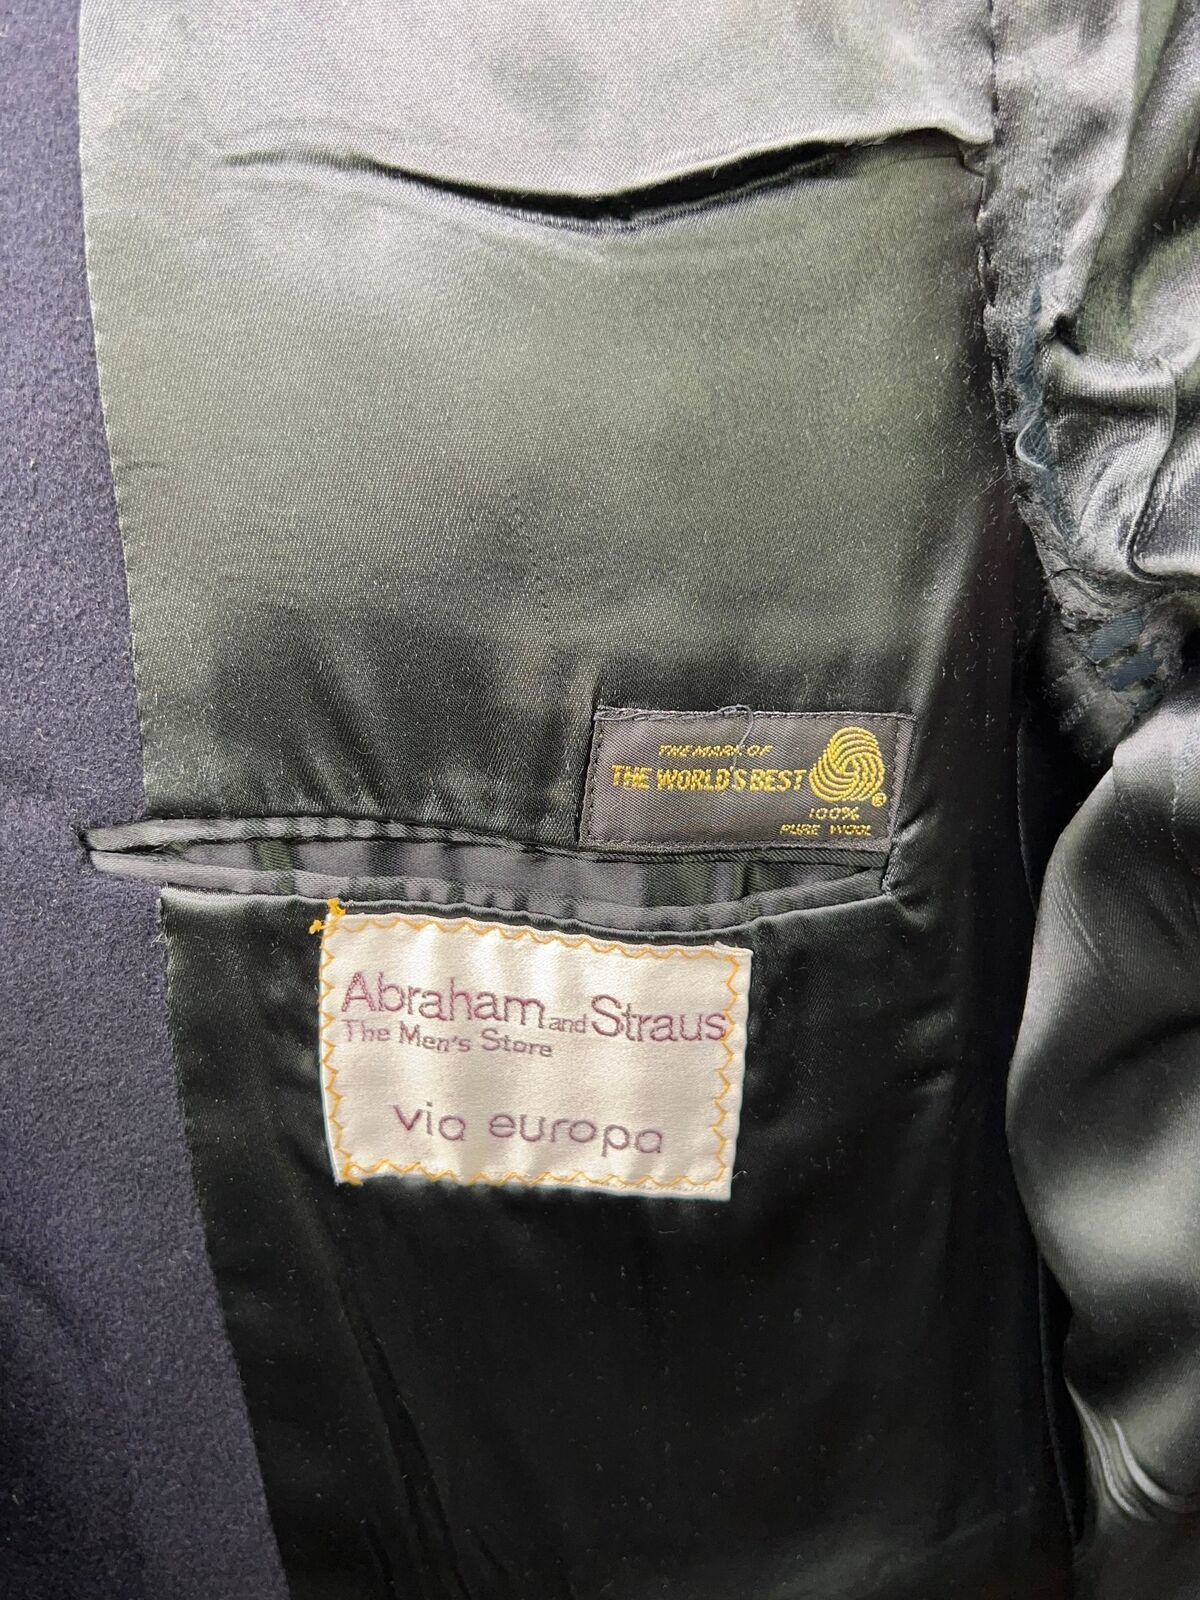 THE MARK OF
THE WORLD'S BEST
®
100%
PURE WOOL
Abraham and Straus
The Men's Store
via europa